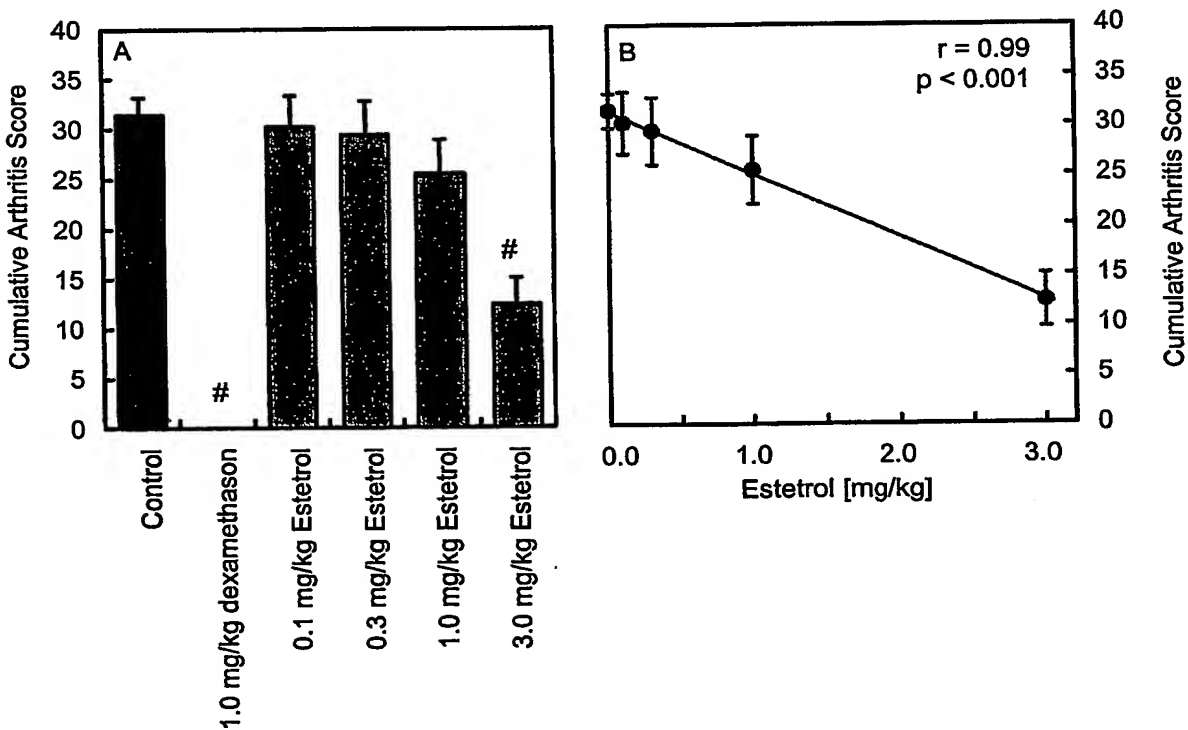 A
Cumulative Arthritis Score
40
35
30
25
20
15
10
5
0
#
#
Control
1.0 mg/kg dexamethason
0.1 mg/kg Estetrol
0.3 mg/kg Estetrol
1.0 mg/kg Estetrol
3.0 mg/kg Estetrol
B
r = 0.99
p < 0.001
40
35
30
25
20
15
10
5
0
Cumulative Arthritis Score
0.0 1.0 2.0 3.0
Estetrol [mg/kg]